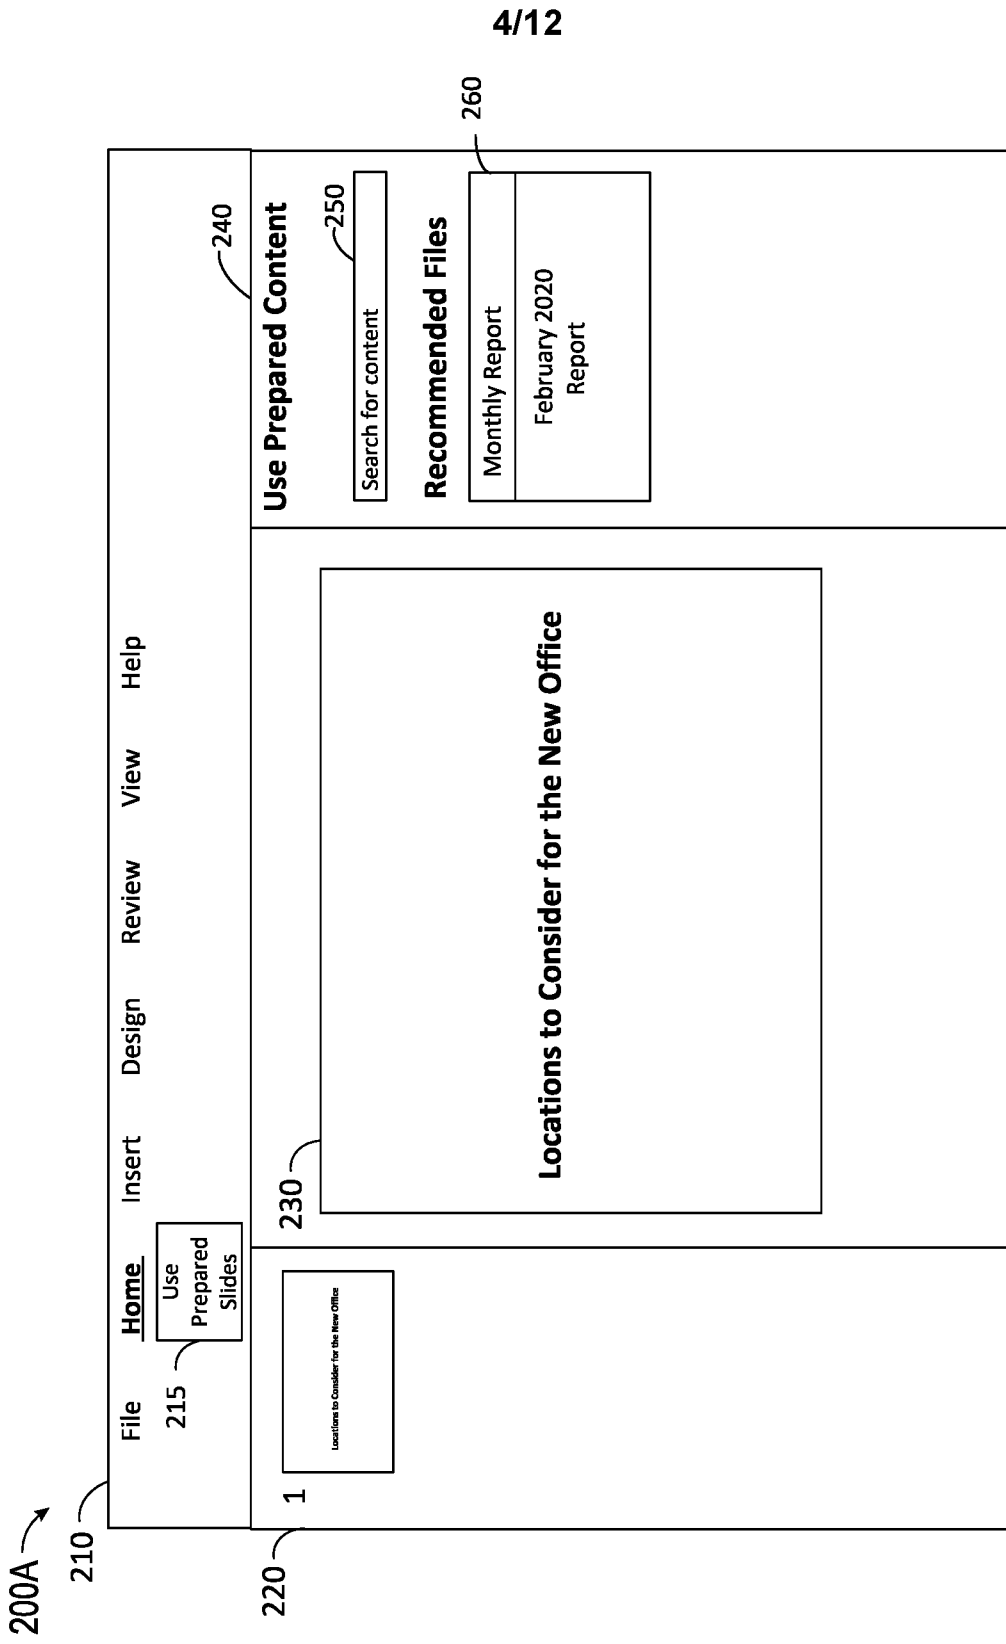 4/12
200A
210
File Home Insert Design Review View Help
215
Use
Prepared
Slides
220
1
Locations to Consider for the New Office
230
Locations to Consider for the New Office
240
Use Prepared Content
250
Search for content
Recommended Files
260
Monthly Report
February 2020
Report